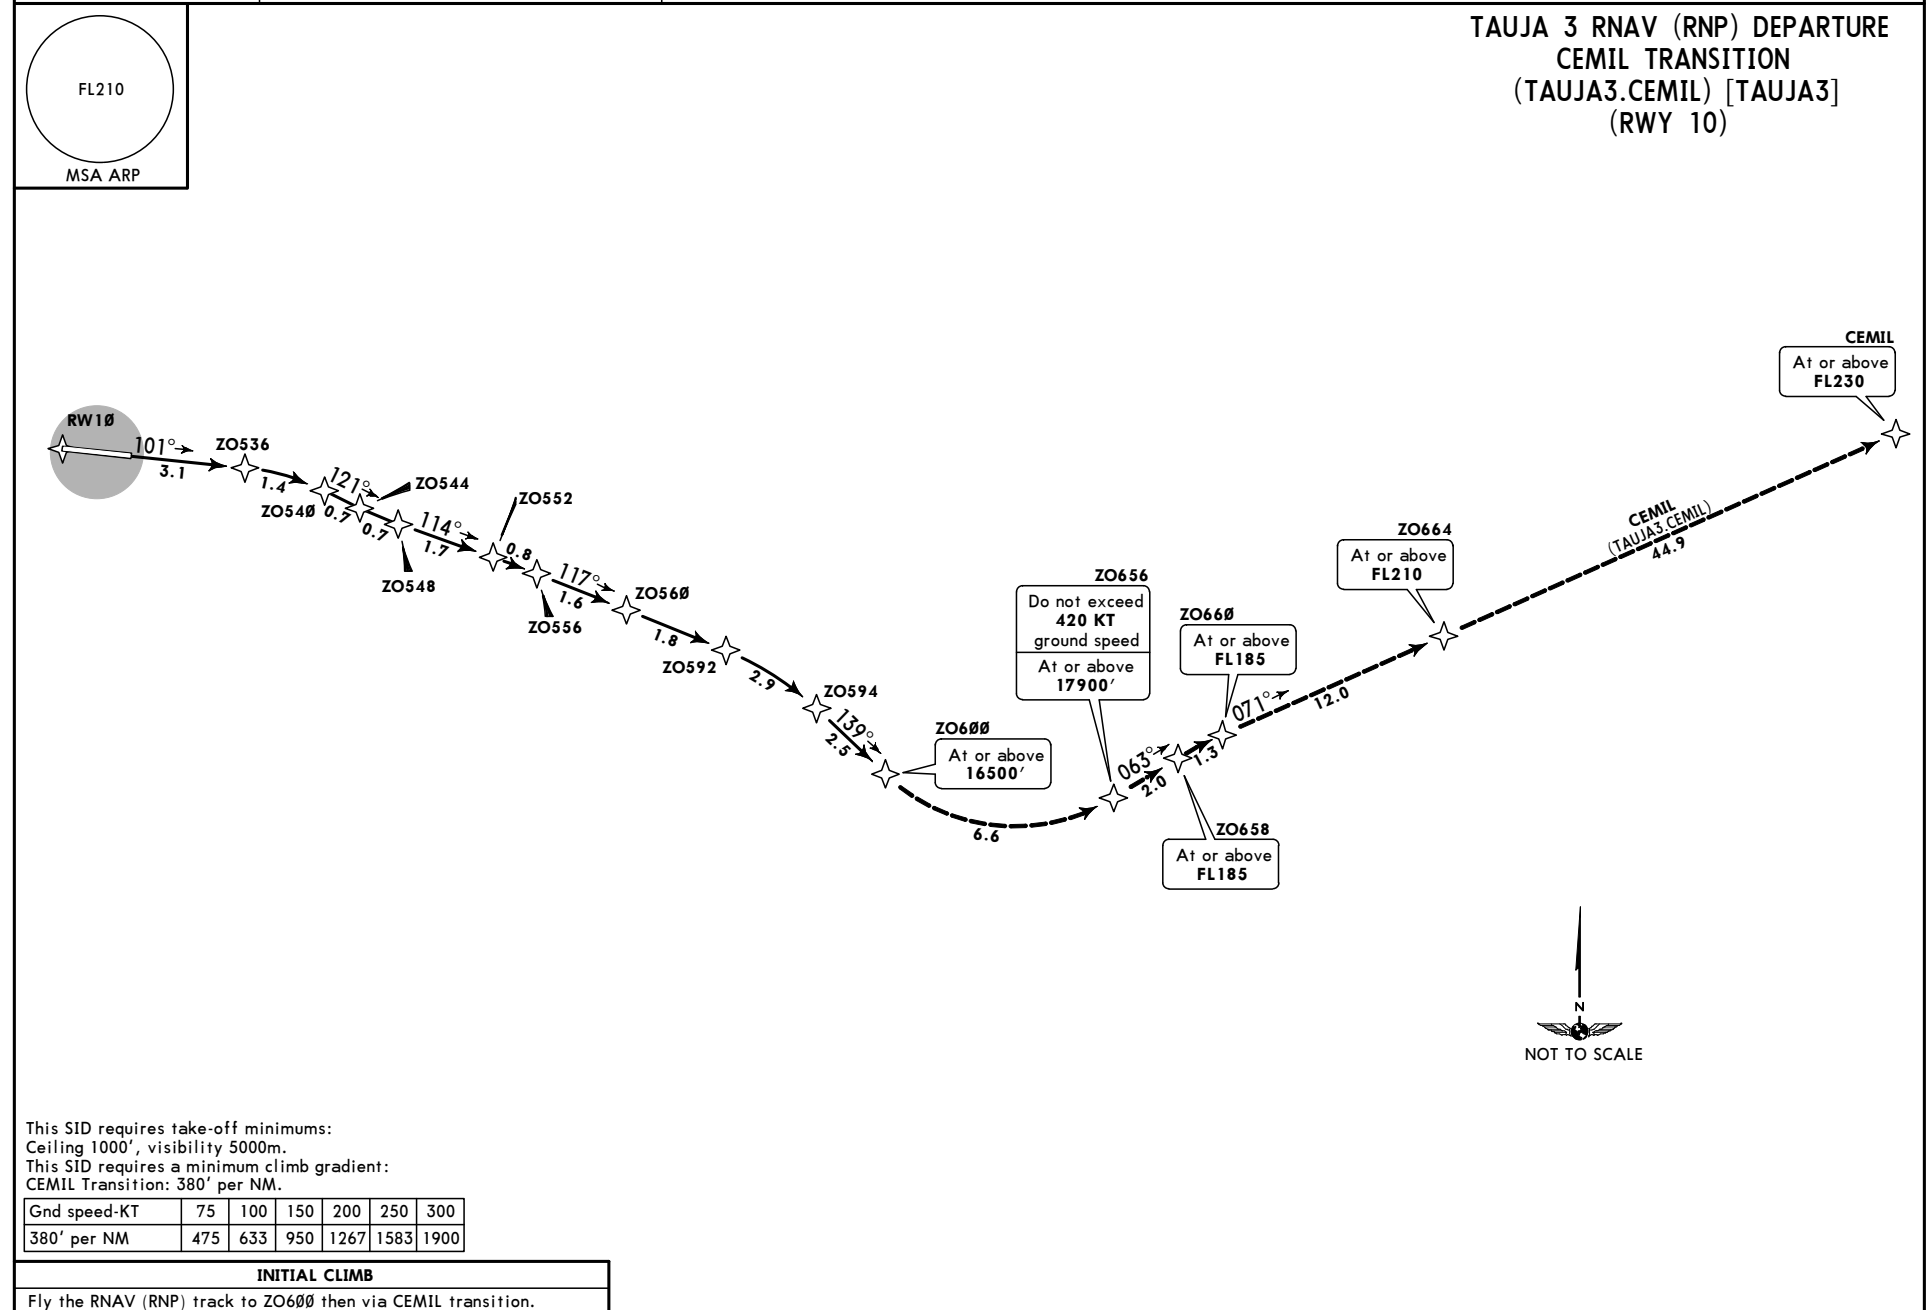 TAUJA 3 RNAV (RNP) DEPARTURE
CEMIL TRANSITION
(TAUJA3.CEMIL) [TAUJA3]
(RWY 10)
FL210
MSA ARP
CEMIL
At or above
FL230
RW1Ø
101°
3.1
ZO536
1.4
ZO54Ø
121°
0.7
ZO544
0.7
ZO548
114°
1.7
ZO552
0.8
ZO556
117°
1.6
ZO56Ø
1.8
ZO592
2.9
ZO594
139°
2.5
ZO6ØØ
At or above
16500'
6.6
ZO656
Do not exceed
420 KT
ground speed
At or above
17900'
063°
2.0
ZO658
At or above
FL185
1.3
ZO66Ø
At or above
FL185
071°
12.0
ZO664
At or above
FL210
CEMIL
(TAUJA3.CEMIL)
44.9
N
NOT TO SCALE
This SID requires take-off minimums:
Ceiling 1000', visibility 5000m.
This SID requires a minimum climb gradient:
CEMIL Transition: 380' per NM.
Gnd speed-KT 75 100 150 200 250 300
380' per NM 475 633 950 1267 1583 1900
INITIAL CLIMB
Fly the RNAV (RNP) track to ZO6ØØ then via CEMIL transition.